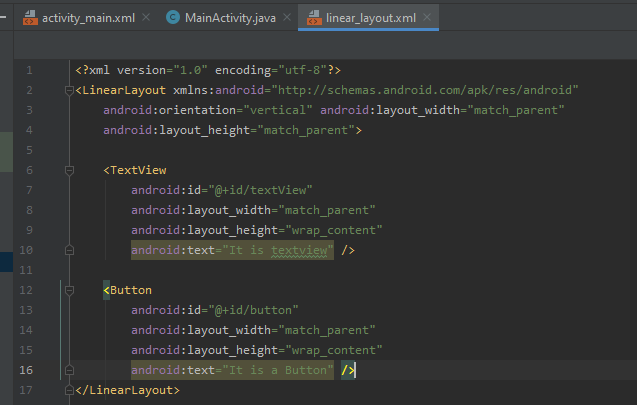 activity_main.xml MainActivity.java linear_layout.xml
1 <?xml version="1.0" encoding="utf-8"?>
2 <LinearLayout xmlns:android="http://schemas.android.com/apk/res/android"
3 android:orientation="vertical" android:layout_width="match_parent"
4 android:layout_height="match_parent">
5
6 <TextView
7 android:id="@+id/textView"
8 android:layout_width="match_parent"
9 android:layout_height="wrap_content"
10 android:text="It is textview" />
11
12 <Button
13 android:id="@+id/button"
14 android:layout_width="match_parent"
15 android:layout_height="wrap_content"
16 android:text="It is a Button" />
17 </LinearLayout>